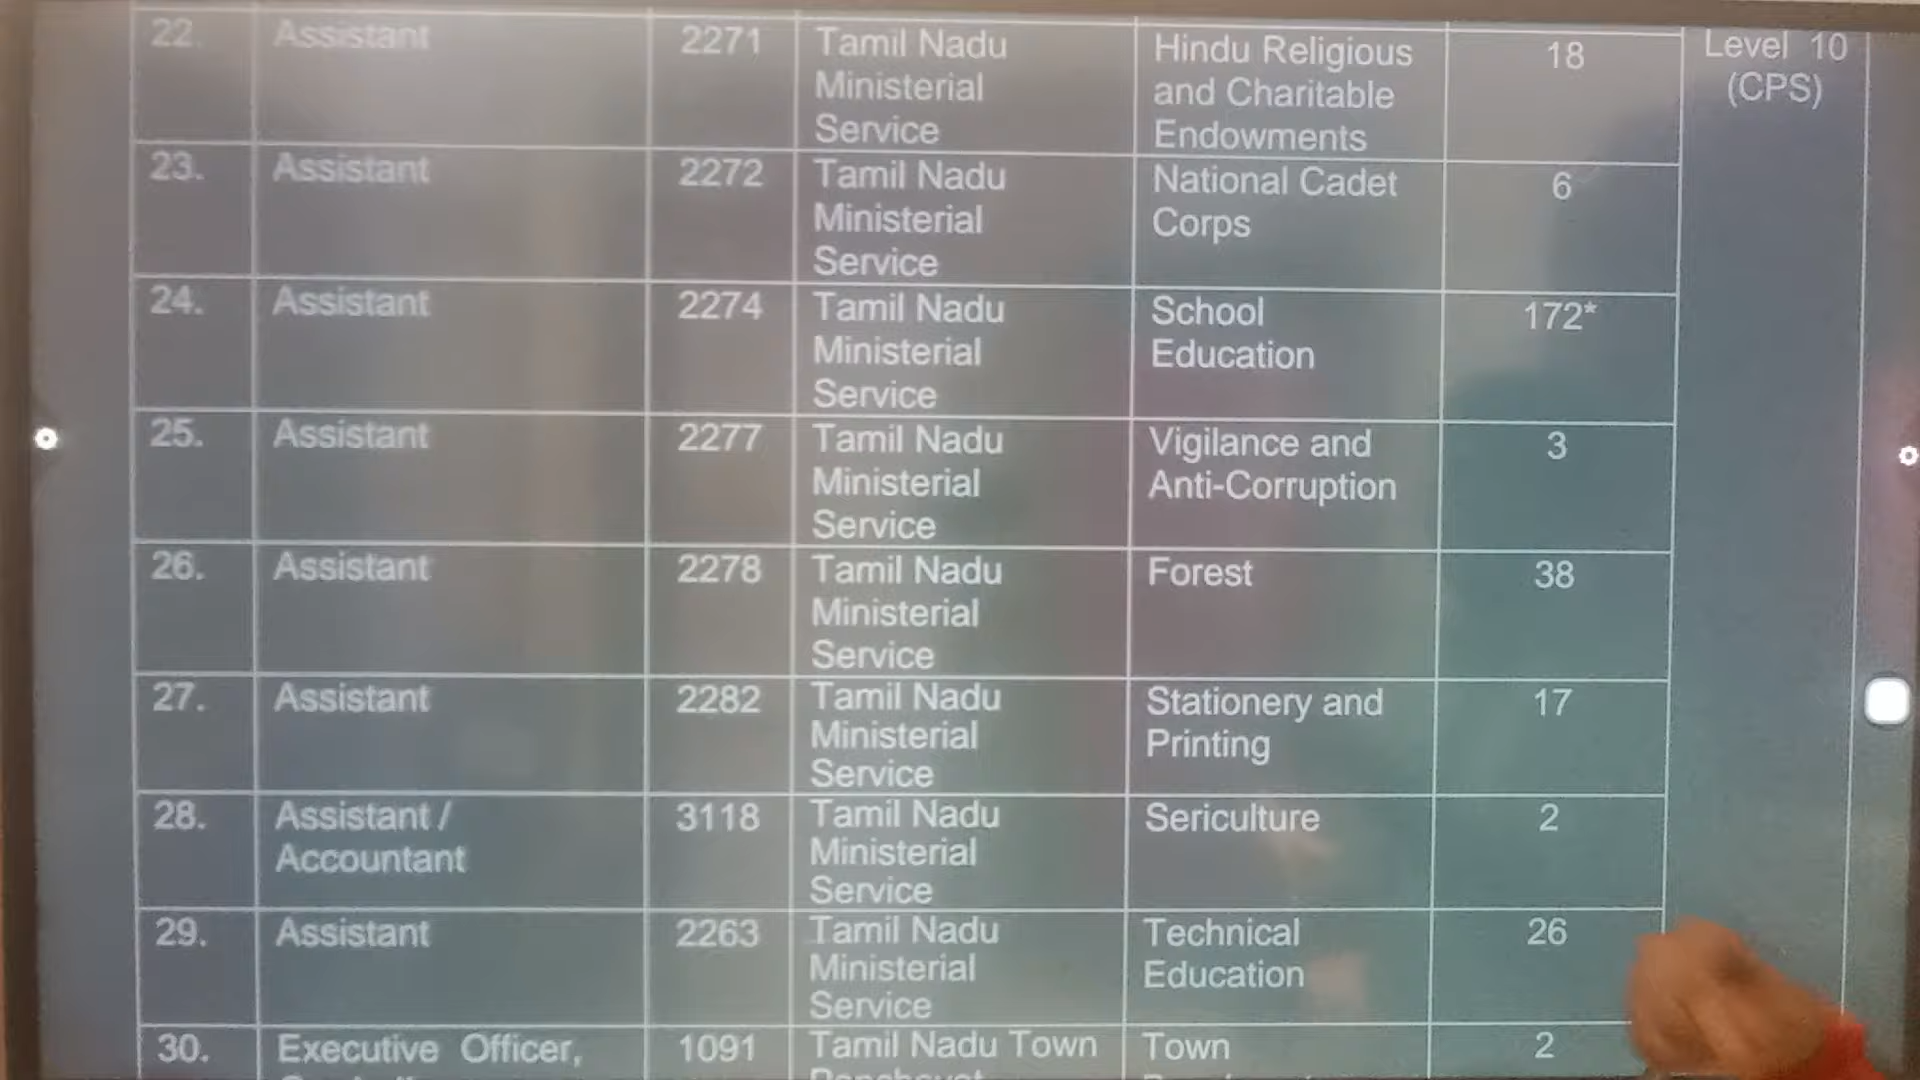 22. Assistant 2271 Tamil Nadu Hindu Religious 18 Level 10
Ministerial and Charitable (CPS)
Service Endowments
23. Assistant 2272 Tamil Nadu National Cadet 6
Ministerial Corps
Service
24. Assistant 2274 Tamil Nadu School 172*
Ministerial Education
Service
25. Assistant 2277 Tamil Nadu Vigilance and 3
Ministerial Anti-Corruption
Service
26. Assistant 2278 Tamil Nadu Forest 38
Ministerial
Service
27. Assistant 2282 Tamil Nadu Stationery and 17
Ministerial Printing
Service
28. Assistant / 3118 Tamil Nadu Sericulture 2
Accountant Ministerial
Service
29. Assistant 2263 Tamil Nadu Technical 26
Ministerial Education
Service
30. Executive Officer, 1091 Tamil Nadu Town Town 2